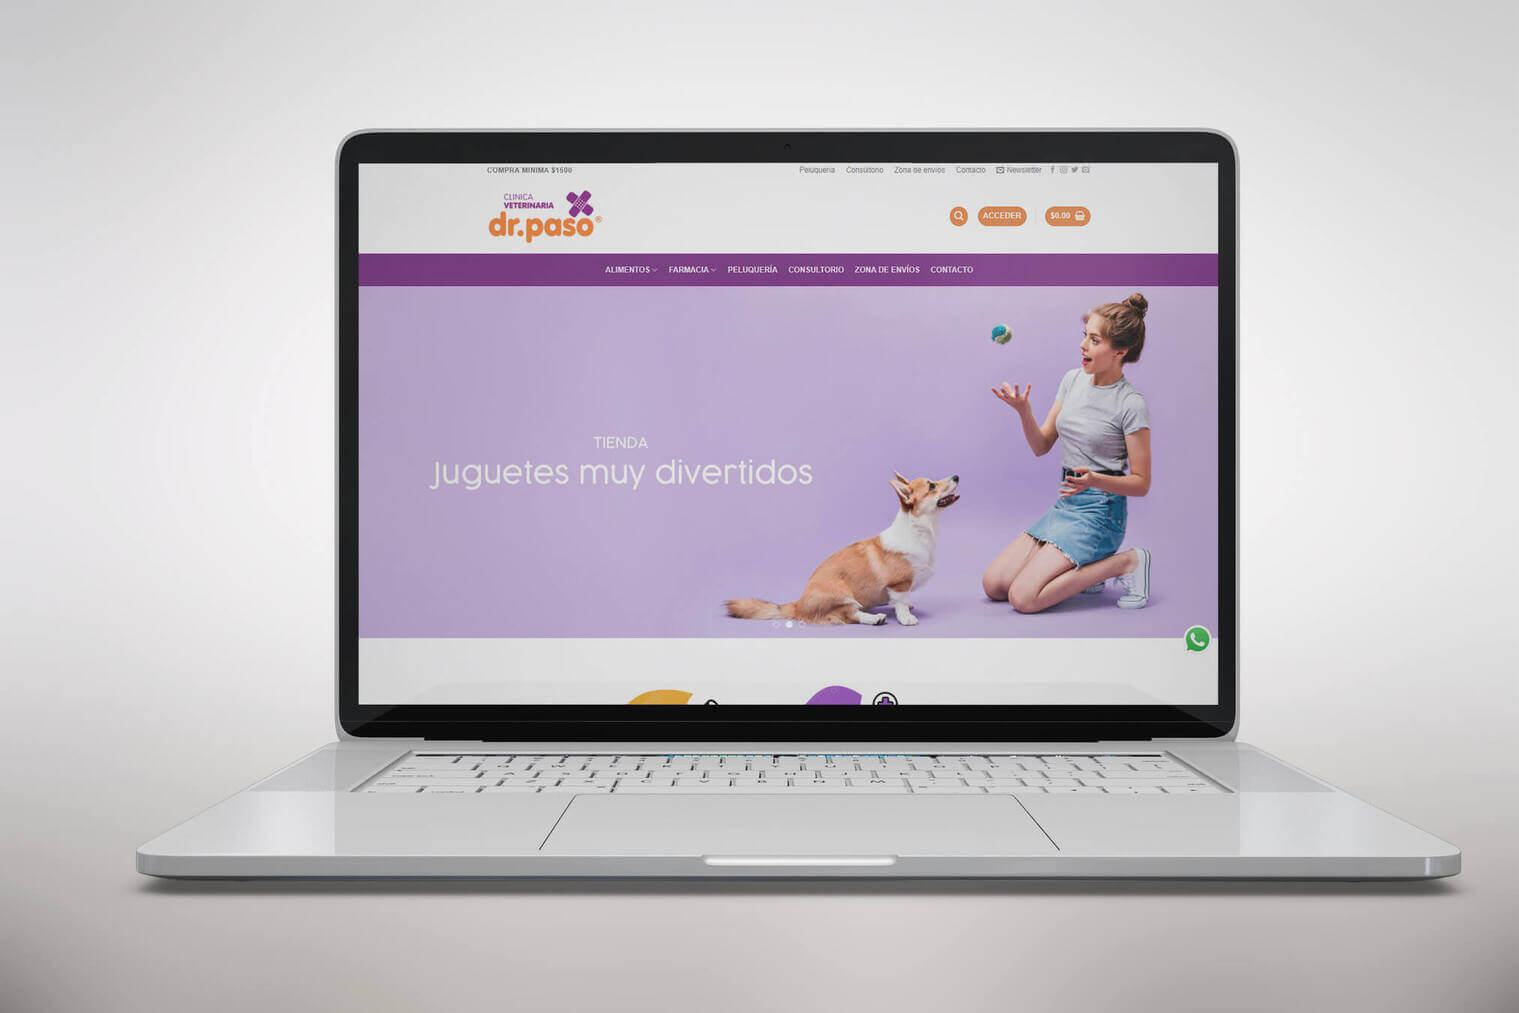 COMPRA MINIMA $1500
Peluqueria Consultorio Zona de envios Contacto Newsletter
CLINICA
VETERINARIA
dr.paso®
ACCEDER $0.00
ALIMENTOS FARMACIA PELUQUERÍA CONSULTORIO ZONA DE ENVÍOS CONTACTO
TIENDA
Juguetes muy divertidos